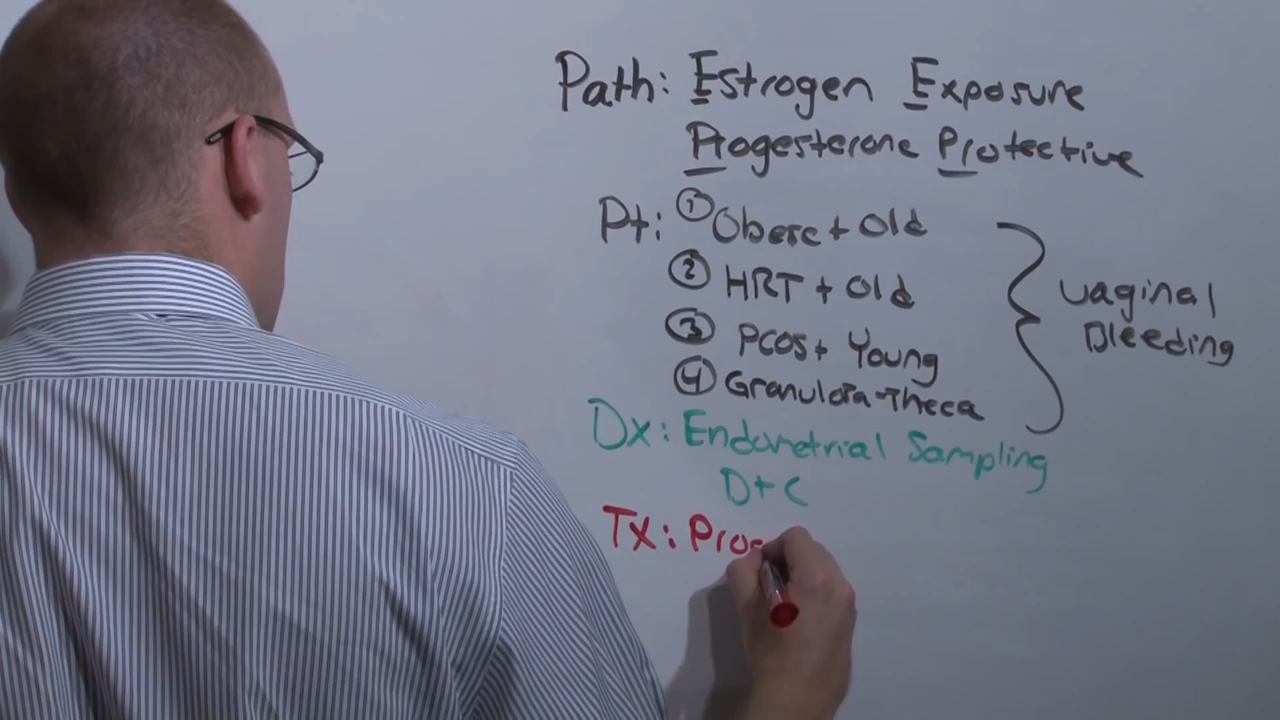 Path: Estrogen Exposure
Progesterone Protective
Pt: ① Obese + Old
② HRT + Old
③ PCOS + Young
④ Granulosa-Theca
Vaginal
Bleeding
Dx: Endometrial Sampling
D+C
Tx: Prog